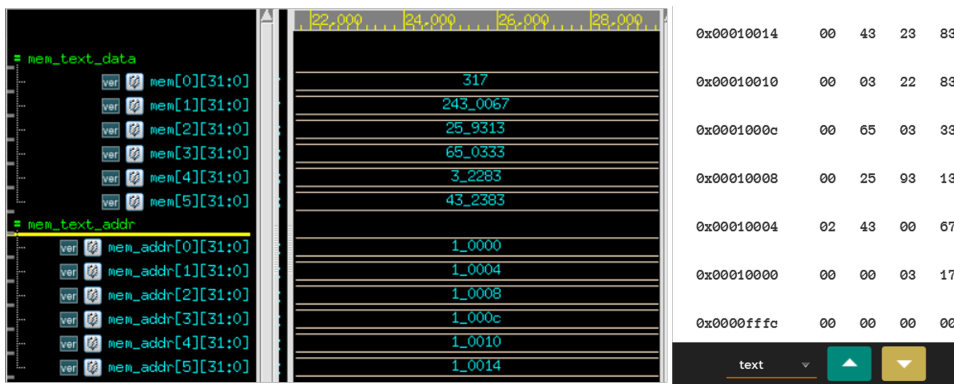 22,000 24,000 26,000 28,000
mem_text_data
ver mem[0][31:0] 317
ver mem[1][31:0] 243_0067
ver mem[2][31:0] 25_9313
ver mem[3][31:0] 65_0333
ver mem[4][31:0] 3_2283
ver mem[5][31:0] 43_2383
mem_text_addr
ver mem_addr[0][31:0] 1_0000
ver mem_addr[1][31:0] 1_0004
ver mem_addr[2][31:0] 1_0008
ver mem_addr[3][31:0] 1_000c
ver mem_addr[4][31:0] 1_0010
ver mem_addr[5][31:0] 1_0014
0x00010014 00 43 23 83
0x00010010 00 03 22 83
0x0001000c 00 65 03 33
0x00010008 00 25 93 13
0x00010004 02 43 00 67
0x00010000 00 00 03 17
0x0000fffc 00 00 00 00
text